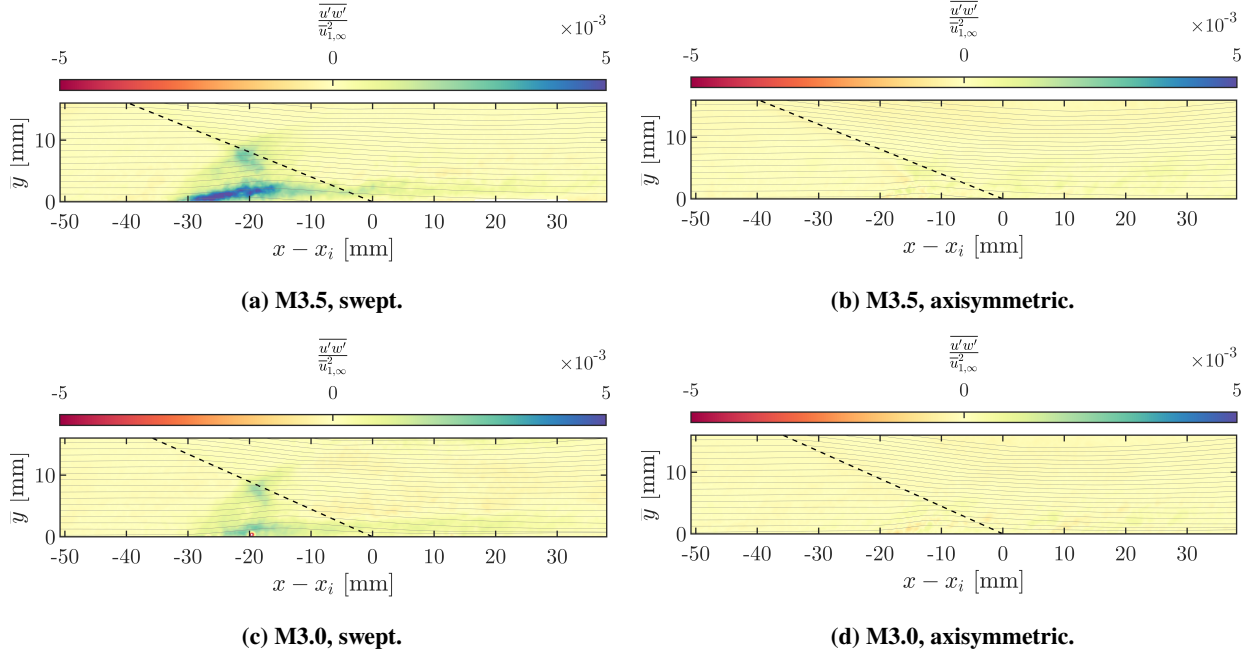 u′w′ / u̅²₁,∞ ×10⁻³
-5 0 5
y̅ [mm]
10
0
-50 -40 -30 -20 -10 0 10 20 30
x − xᵢ [mm]
(a) M3.5, swept.
u′w′ / u̅²₁,∞ ×10⁻³
-5 0 5
y̅ [mm]
10
0
-50 -40 -30 -20 -10 0 10 20 30
x − xᵢ [mm]
(b) M3.5, axisymmetric.
u′w′ / u̅²₁,∞ ×10⁻³
-5 0 5
y̅ [mm]
10
0
-50 -40 -30 -20 -10 0 10 20 30
x − xᵢ [mm]
(c) M3.0, swept.
u′w′ / u̅²₁,∞ ×10⁻³
-5 0 5
y̅ [mm]
10
0
-50 -40 -30 -20 -10 0 10 20 30
x − xᵢ [mm]
(d) M3.0, axisymmetric.